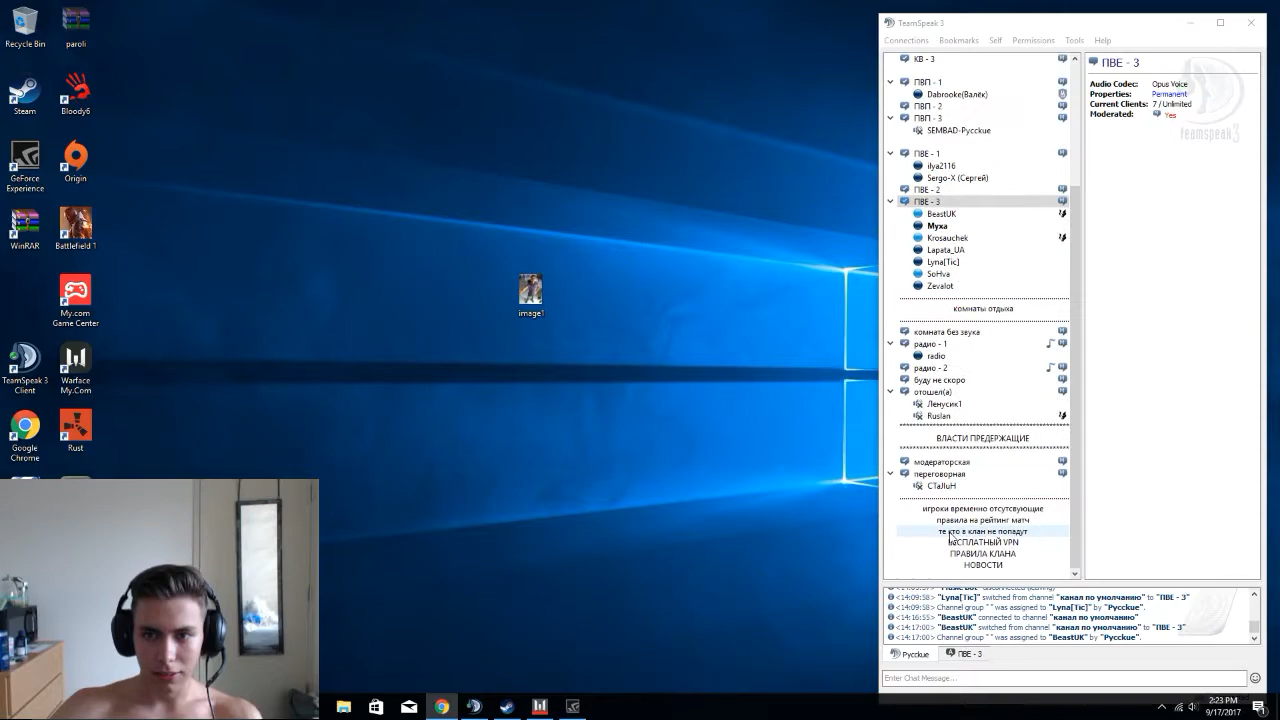 Recycle Bin
paroli
Steam
Bloody6
GeForce
Experience
Origin
WinRAR
Battlefield 1
My.com
Game Center
TeamSpeak 3
Client
Warface
My.Com
Google
Chrome
Rust
image1
TeamSpeak 3
Connections Bookmarks Self Permissions Tools Help
КВ - 3
ПВП - 1
Dabrooke(Валёк)
ПВП - 2
ПВП - 3
SEMBAD-Pycckue
ПВЕ - 1
ilya2116
Sergo-X (Сергей)
ПВЕ - 2
ПВЕ - 3
BeastUK
Myxa
Krosauchek
Lapata_UA
Lyna[Tic]
SoHva
Zevalot
комнаты отдыха
комната без звука
радио - 1
radio
радио - 2
буду не скоро
отошел(а)
Ленусик1
Ruslan
ВЛАСТИ ПРЕДЕРЖАЩИЕ
модераторская
переговорная
CTaJIuH
игроки временно отсутсвующие
правила на рейтинг матч
те кто в клан не попадут
БЕСПЛАТНЫЙ VPN
ПРАВИЛА КЛАНА
НОВОСТИ
ПВЕ - 3
Audio Codec: Opus Voice
Properties: Permanent
Current Clients: 7 / Unlimited
Moderated: Yes
teamspeak3
<14:09:58> "Lyna[Tic]" switched from channel "канал по умолчанию" to "ПВЕ - 3"
<14:09:58> Channel group " " was assigned to "Lyna[Tic]" by "Pycckue".
<14:16:55> "BeastUK" connected to channel "канал по умолчанию"
<14:17:00> "BeastUK" switched from channel "канал по умолчанию" to "ПВЕ - 3"
<14:17:00> Channel group " " was assigned to "BeastUK" by "Pycckue".
Pycckue
ПВЕ - 3
Enter Chat Message...
2:23 PM
9/17/2017